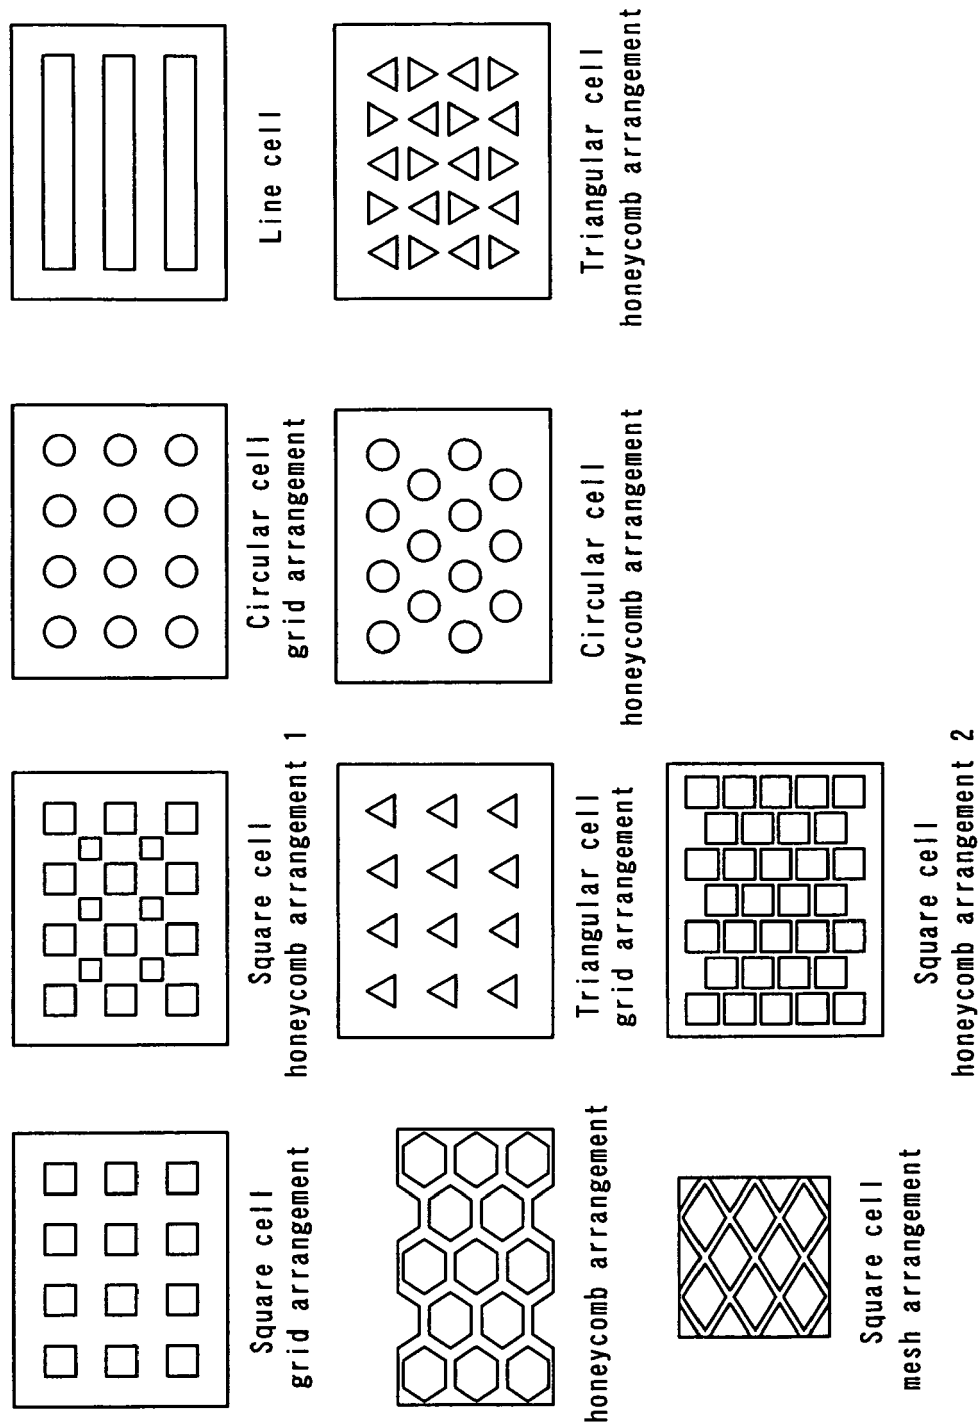 Square cell
grid arrangement
Square cell
honeycomb arrangement 1
Circular cell
grid arrangement
Line cell
honeycomb arrangement
Triangular cell
grid arrangement
Circular cell
honeycomb arrangement
Triangular cell
honeycomb arrangement
Square cell
mesh arrangement
Square cell
honeycomb arrangement 2